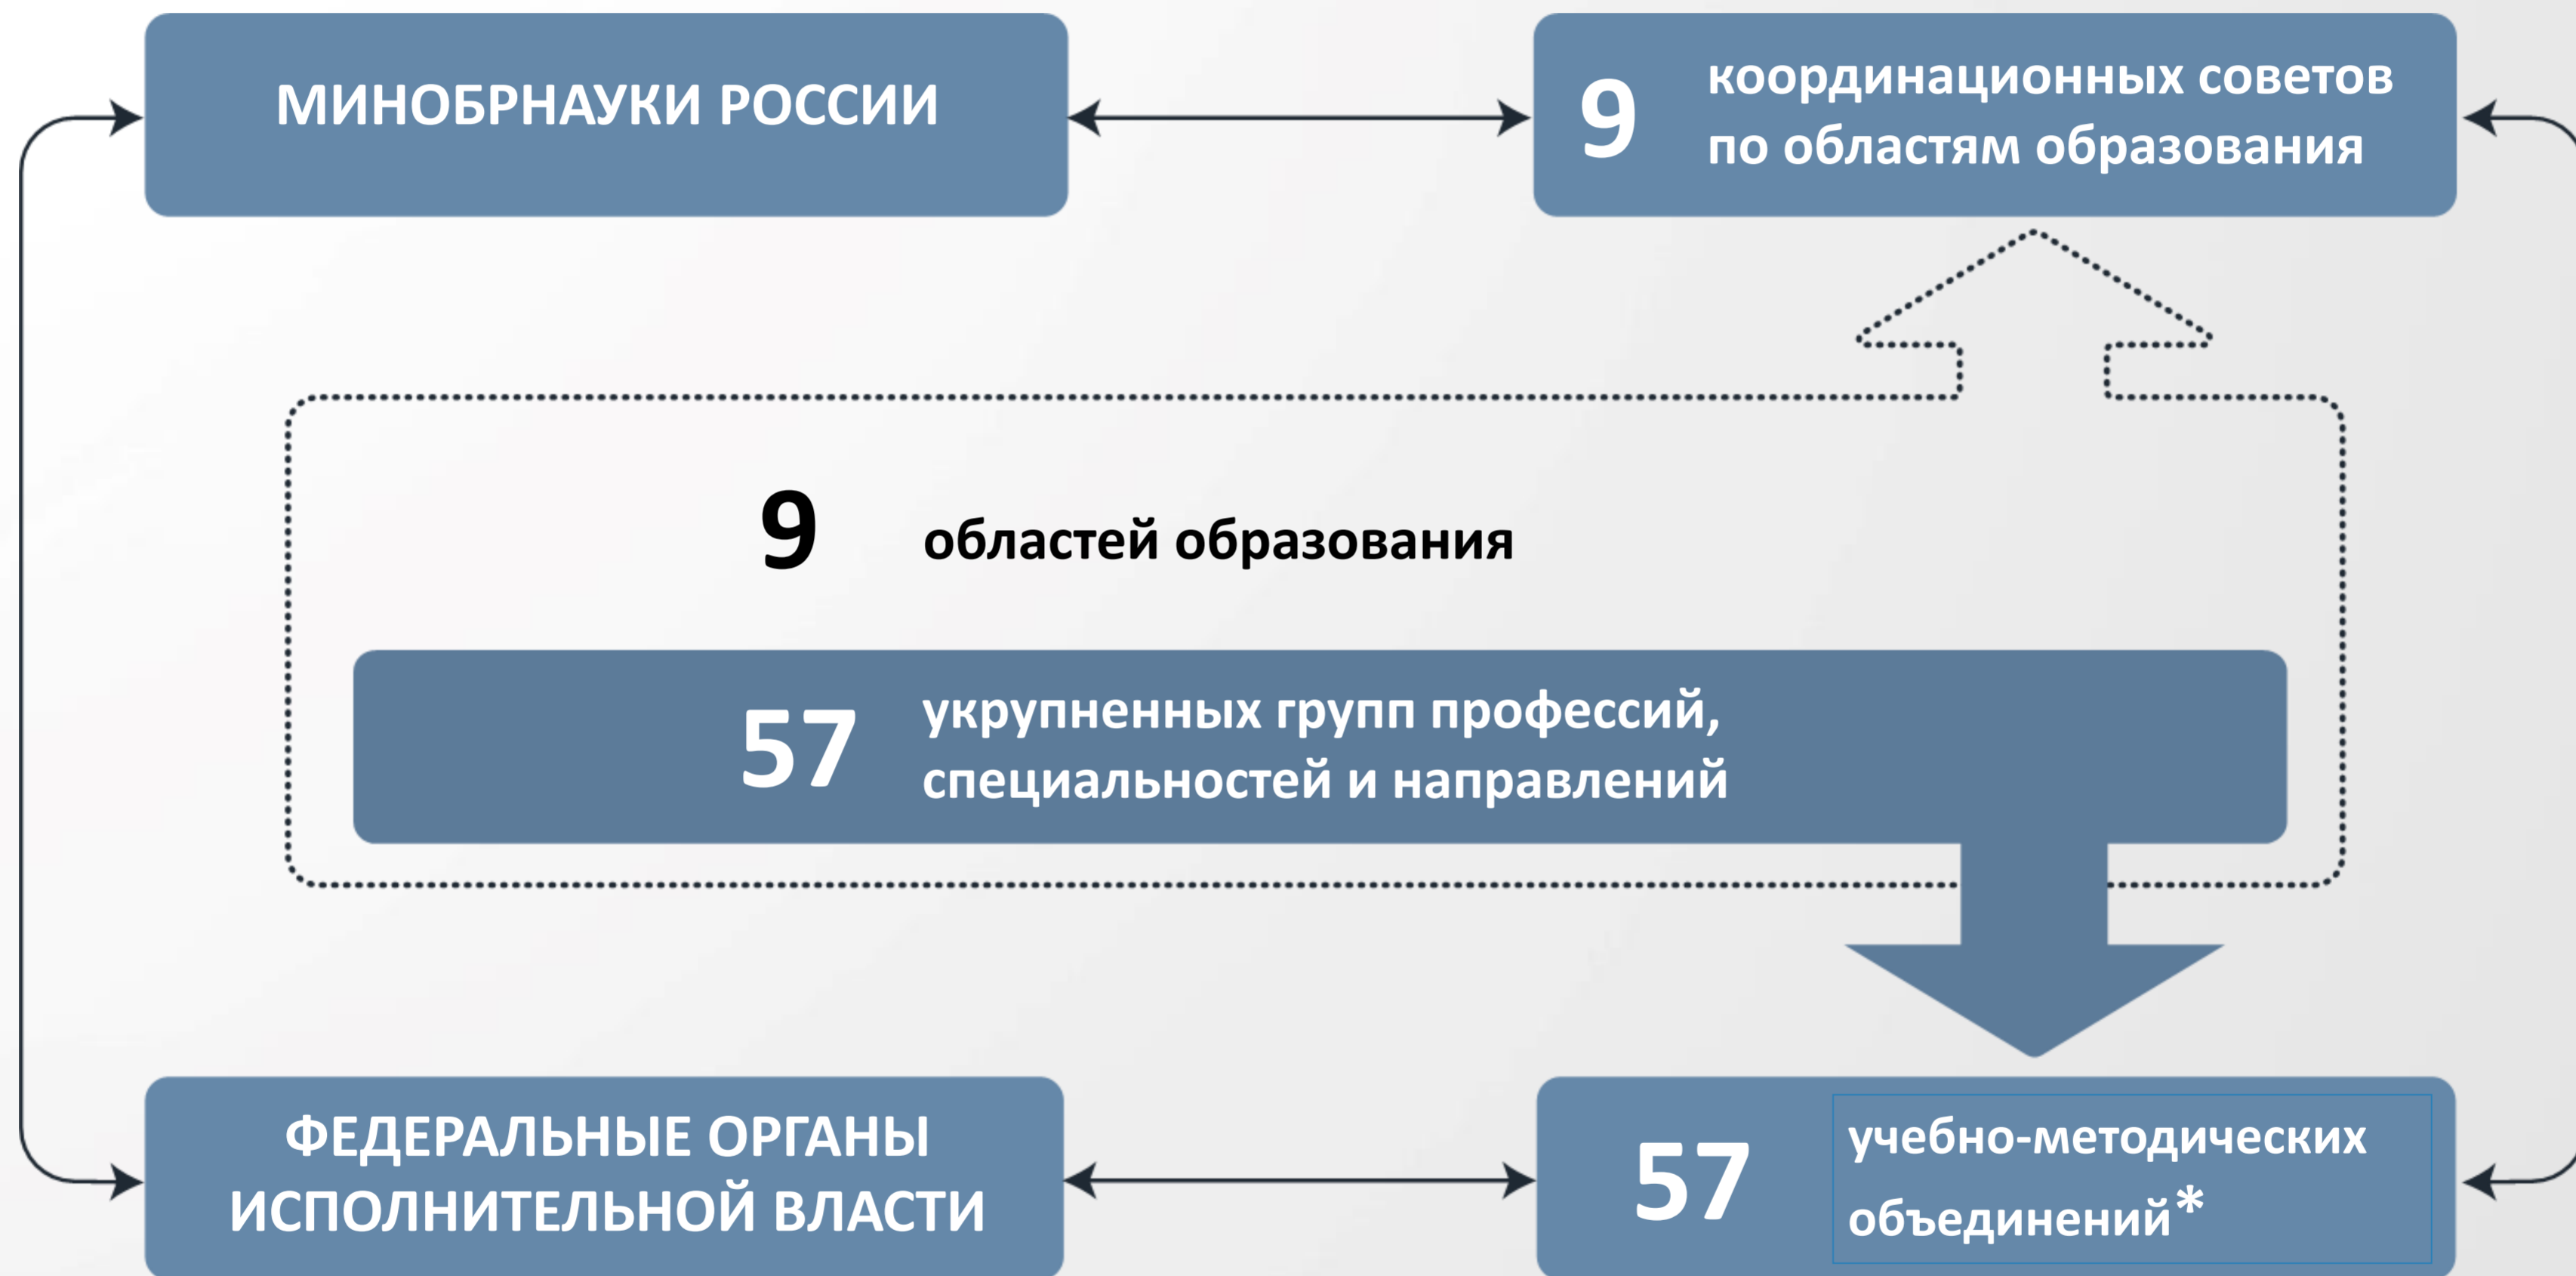 МИНОБРНАУКИ РОССИИ
9
координационных советов
по областям образования
9
областей образования
57
укрупненных групп профессий,
специальностей и направлений
ФЕДЕРАЛЬНЫЕ ОРГАНЫ
ИСПОЛНИТЕЛЬНОЙ ВЛАСТИ
57
учебно-методических
объединений*